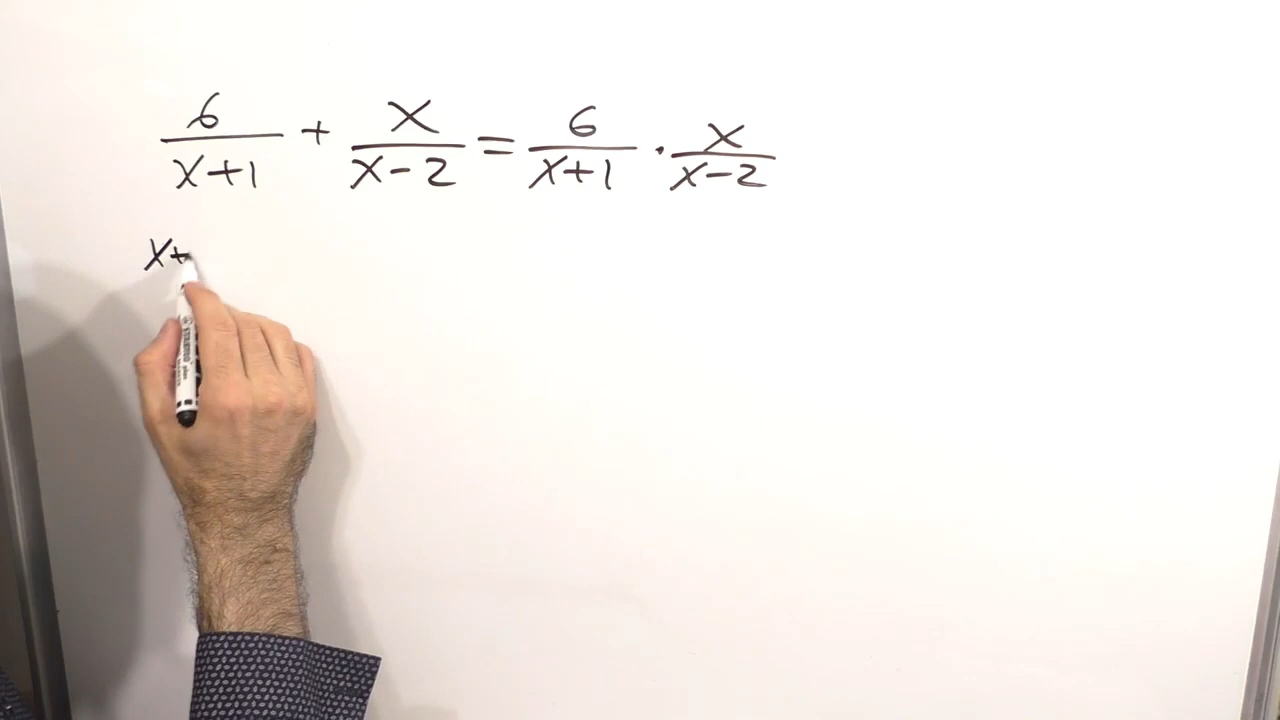 6/(x+1) + x/(x-2) = 6/(x+1) · x/(x-2)
x+